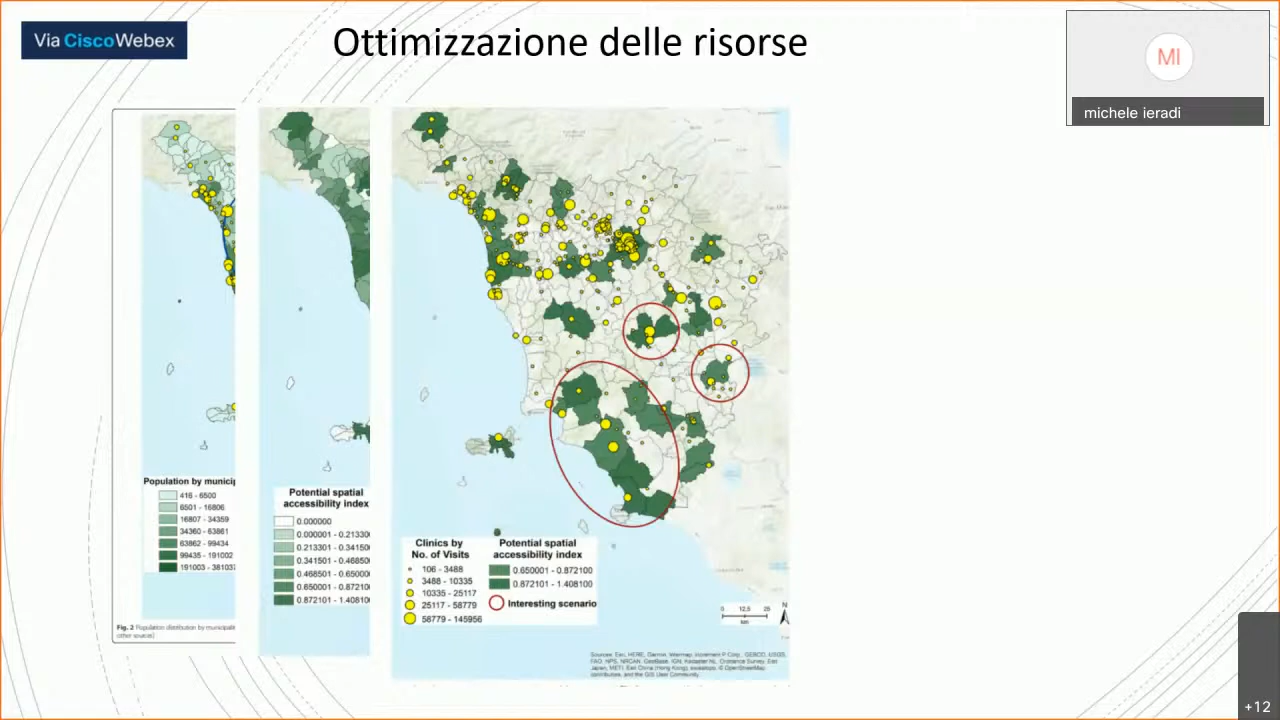 Via Cisco Webex
Ottimizzazione delle risorse
MI
michele ieradi
Population by municip
416 - 6500
6501 - 16806
16807 - 34359
34360 - 63861
63862 - 99434
99435 - 191002
191003 - 38103
Fig. 2 Population distribution by municipalit
other sources)
Potential spatial
accessibility index
0.000000
0.000001 - 0.21330
0.213301 - 0.34150
0.341501 - 0.46850
0.468501 - 0.65000
0.650001 - 0.87210
0.872101 - 1.40810
Clinics by
No. of Visits
106 - 3488
3488 - 10335
10335 - 25117
25117 - 58779
58779 - 145956
Potential spatial
accessibility index
0.650001 - 0.872100
0.872101 - 1.408100
Interesting scenario
0 12,5 25
km
N
+12